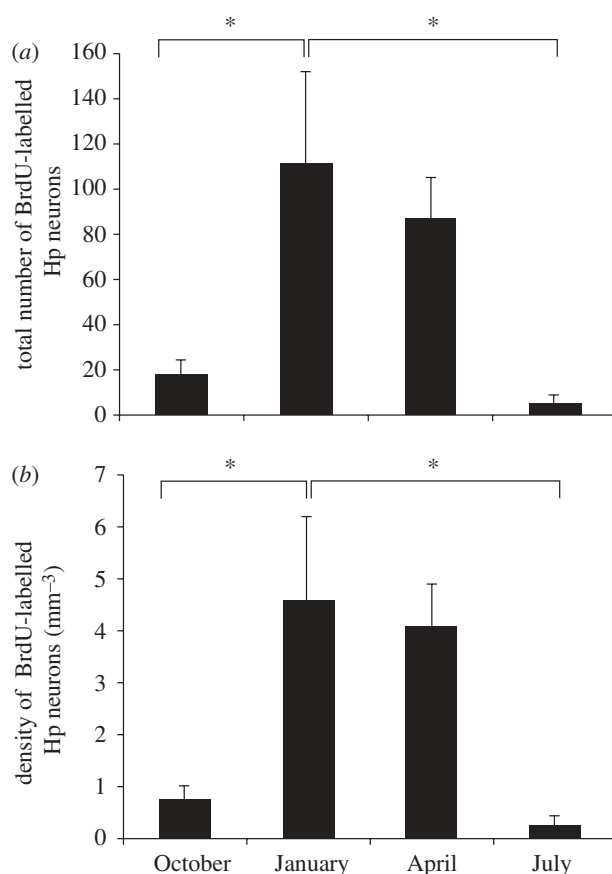 * *
(a)
160
140
120
100
80
60
40
20
0
total number of BrdU-labelled
Hp neurons
* *
(b)
7
6
5
4
3
2
1
0
density of BrdU-labelled
Hp neurons (mm–3)
October January April July